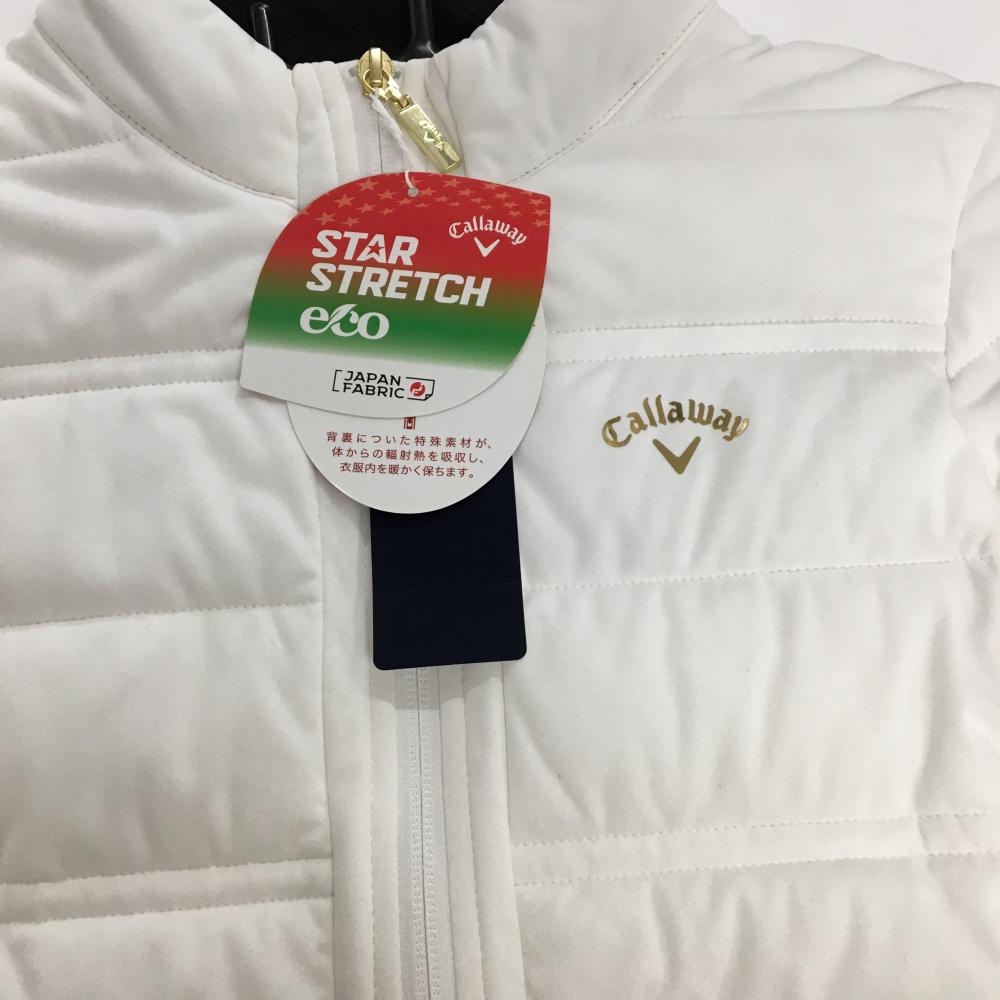 Callaway
STAR
STRETCH
eco
Callaway
JAPAN
FABRIC
背裏についた特殊素材が、
体からの輻射熱を吸収し、
衣服内を暖かく保ちます。
Callaway